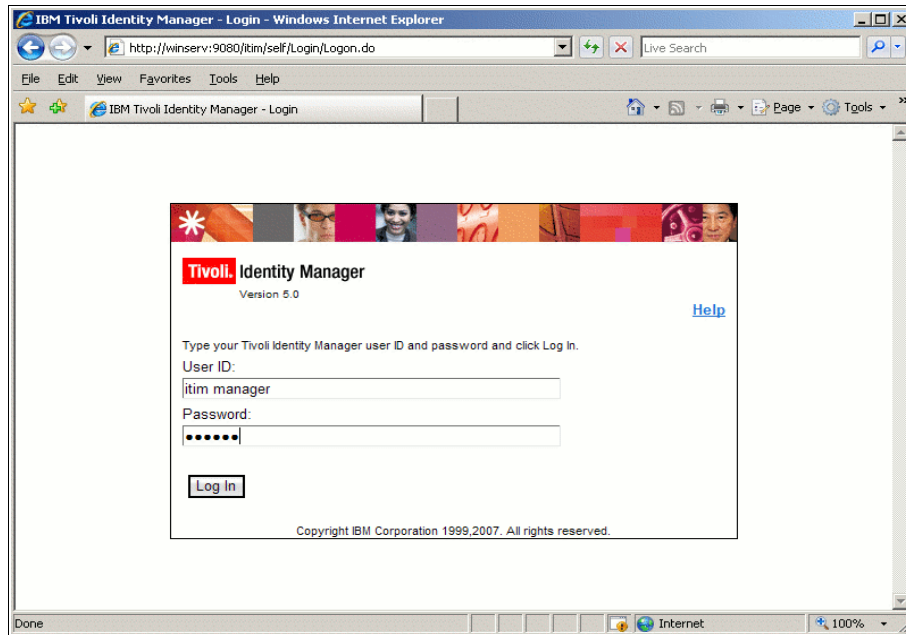 IBM Tivoli Identity Manager - Login - Windows Internet Explorer
http://winserv:9080/itim/self/Login/Logon.do
Live Search
File Edit View Favorites Tools Help
IBM Tivoli Identity Manager - Login
Page
Tools
Tivoli. Identity Manager
Version 5.0
Help
Type your Tivoli Identity Manager user ID and password and click Log In.
User ID:
itim manager
Password:
••••••
Log In
Copyright IBM Corporation 1999,2007. All rights reserved.
Done
Internet
100%